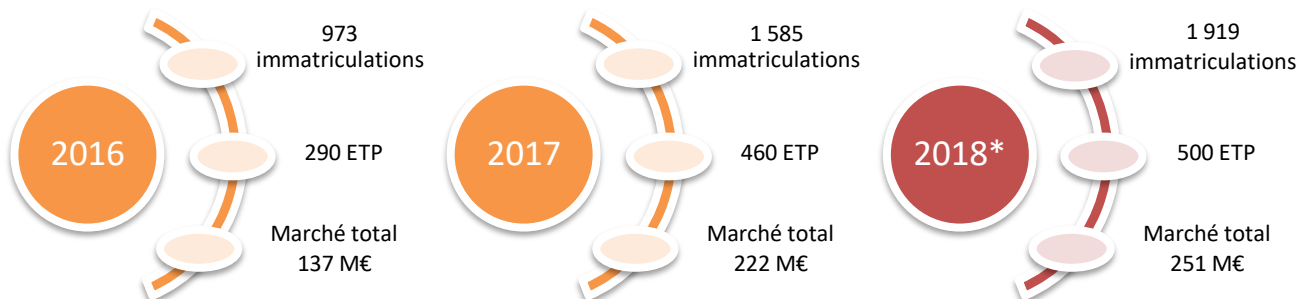 2016
973
immatriculations
290 ETP
Marché total
137 M€
2017
1 585
immatriculations
460 ETP
Marché total
222 M€
2018*
1 919
immatriculations
500 ETP
Marché total
251 M€